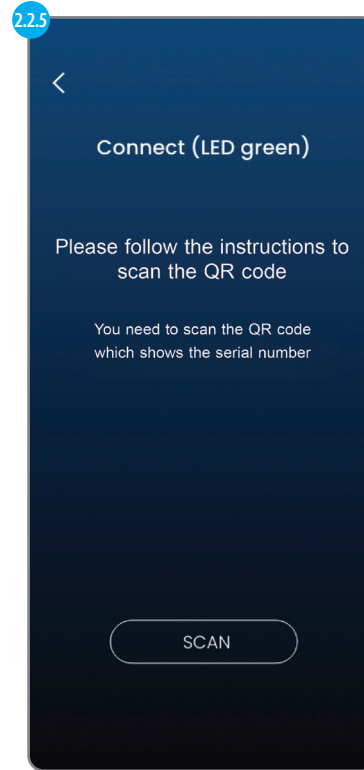 2.2.5
Connect (LED green)
Please follow the instructions to
scan the QR code
You need to scan the QR code
which shows the serial number
SCAN